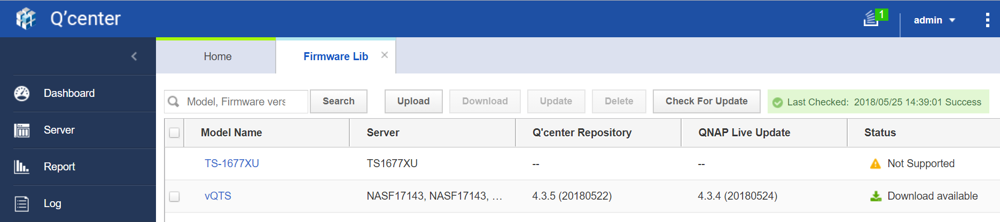 Q'center
1
admin
Home
Firmware Lib
Dashboard
Server
Report
Log
Model, Firmware vers
Search
Upload
Download
Update
Delete
Check For Update
Last Checked: 2018/05/25 14:39:01 Success
Model Name Server Q'center Repository QNAP Live Update Status
TS-1677XU TS1677XU -- -- Not Supported
vQTS NASF17143, NASF17143, … 4.3.5 (20180522) 4.3.4 (20180524) Download available